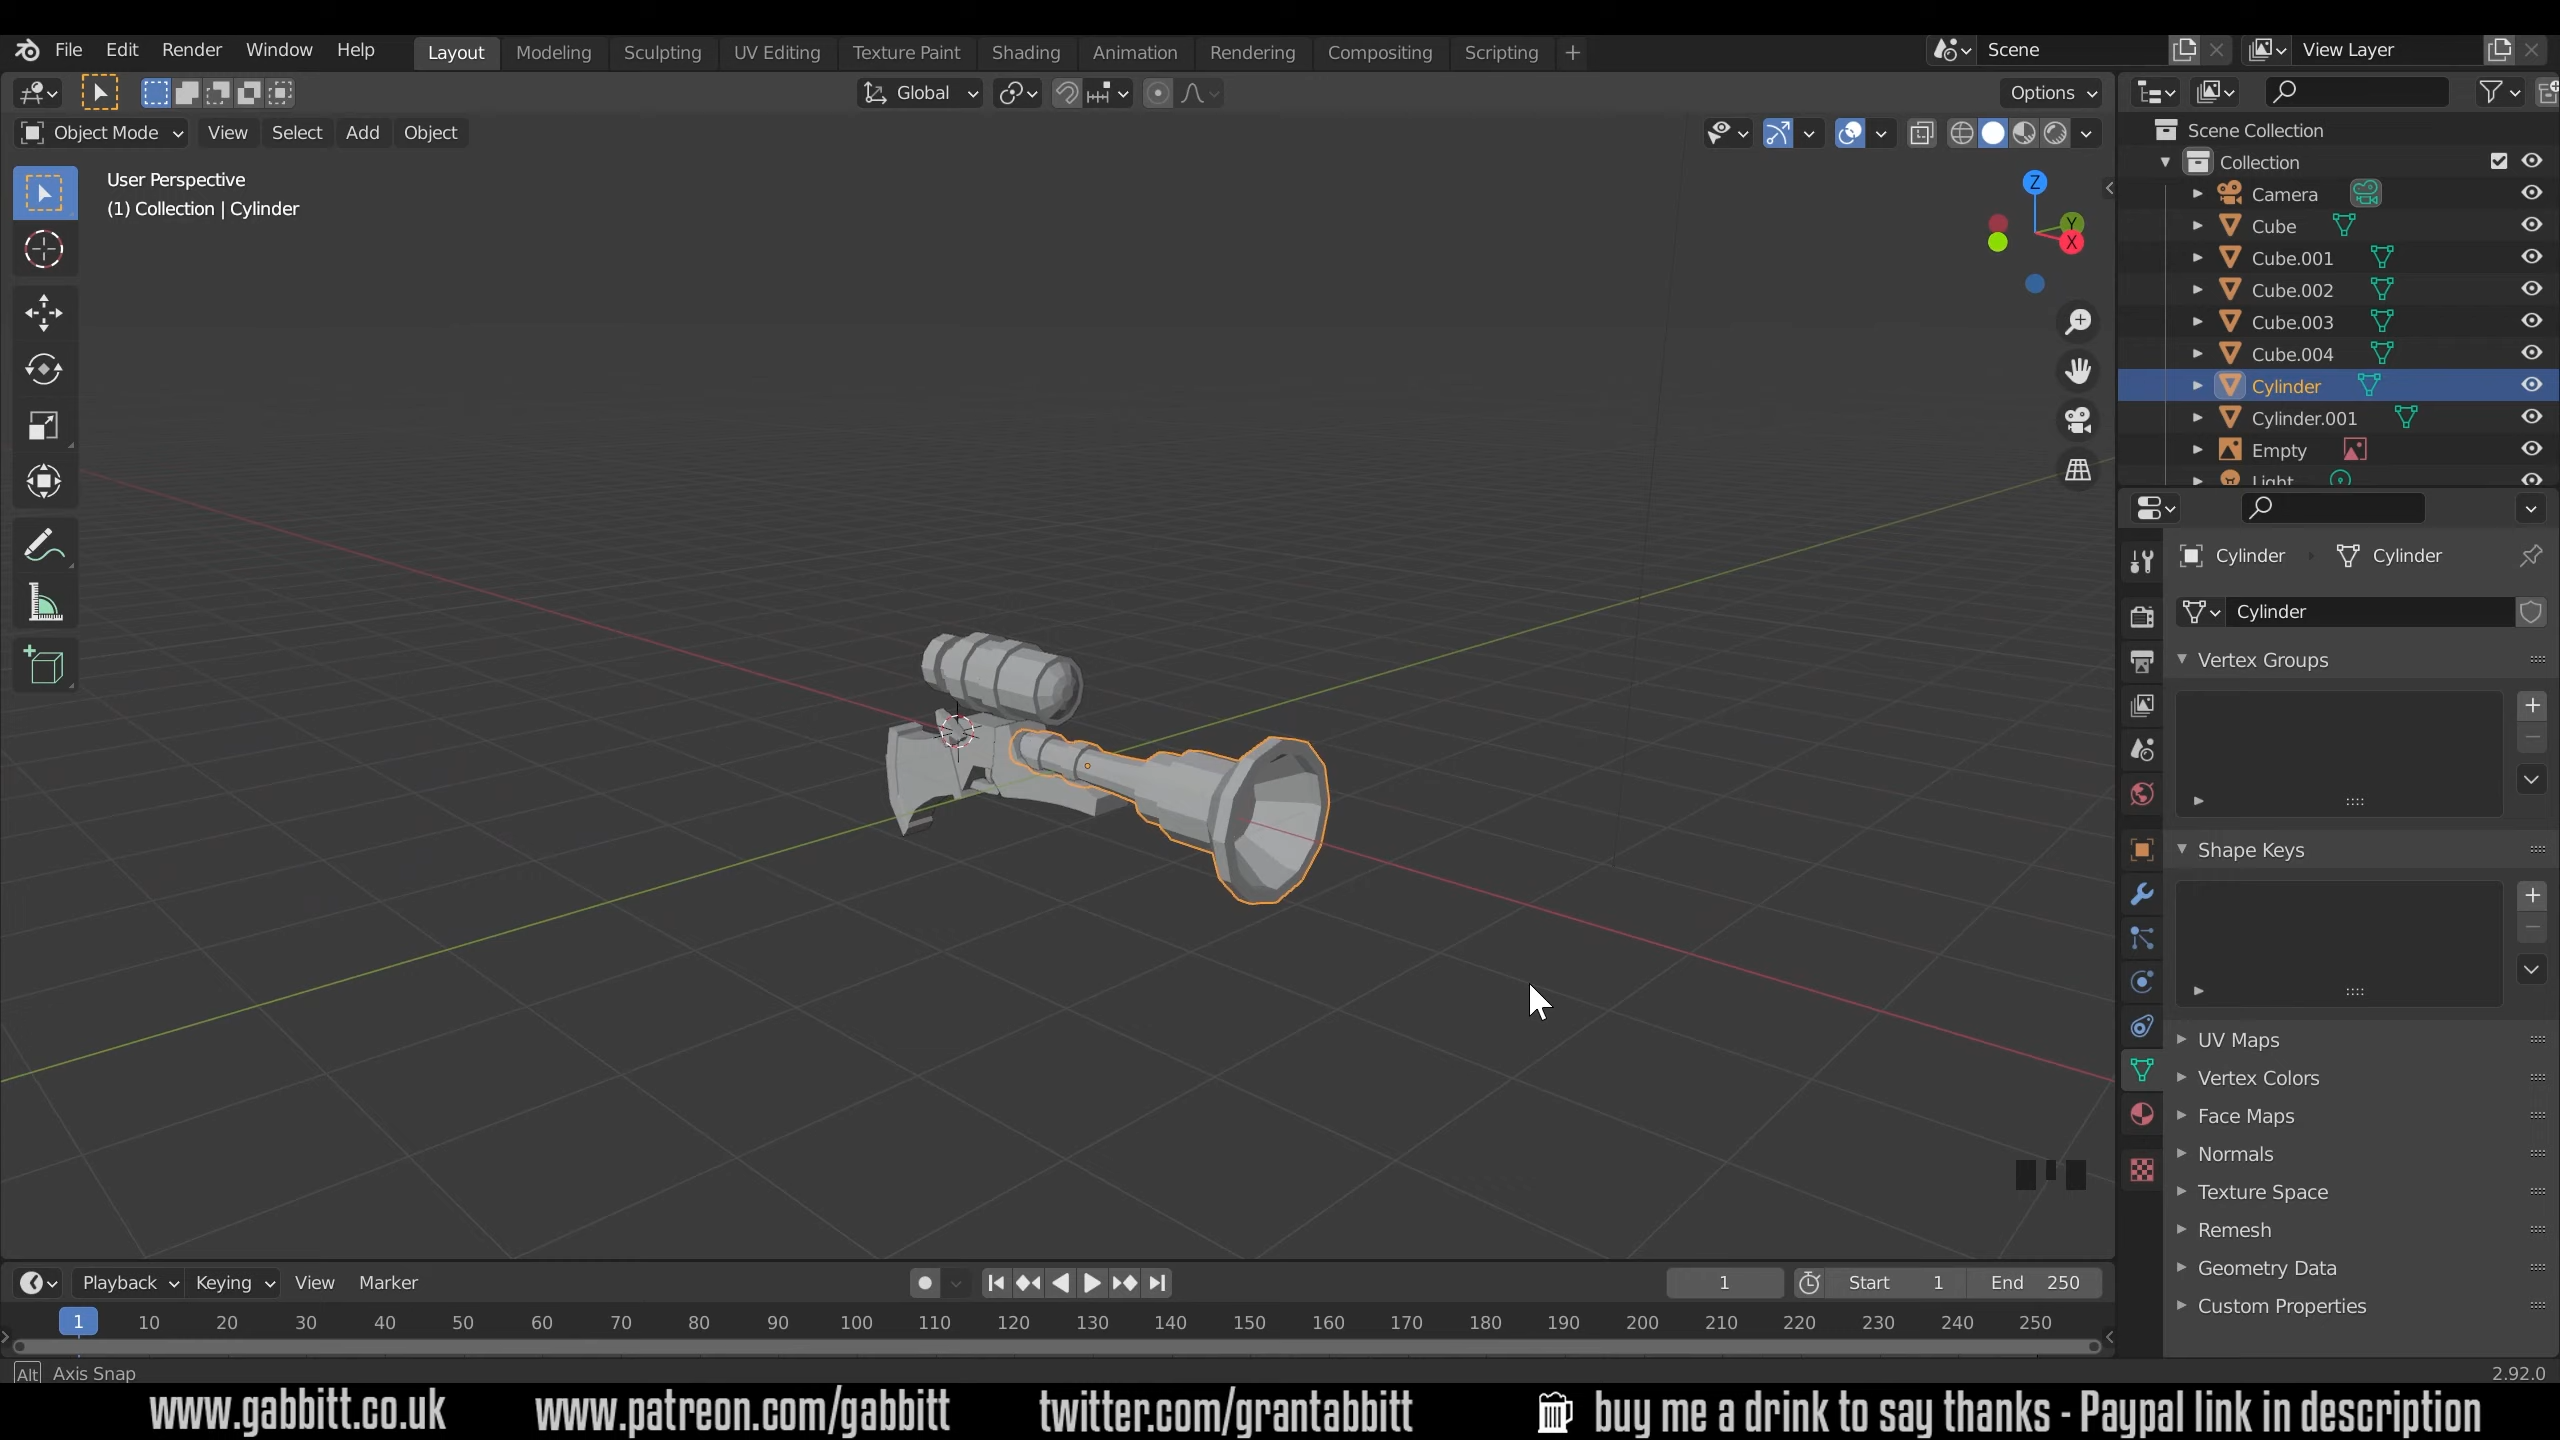 File Edit Render Window Help Layout Modeling Sculpting UV Editing Texture Paint Shading Animation Rendering Compositing Scripting + Scene View Layer
Global Options
Object Mode View Select Add Object
User Perspective
(1) Collection | Cylinder
Z
Y
X
Scene Collection
Collection
Camera
Cube
Cube.001
Cube.002
Cube.003
Cube.004
Cylinder
Cylinder.001
Empty
Light
Cylinder Cylinder
Cylinder
Vertex Groups
Shape Keys
UV Maps
Vertex Colors
Face Maps
Normals
Texture Space
Remesh
Geometry Data
Custom Properties
Playback Keying View Marker 1 Start 1 End 250
1 10 20 30 40 50 60 70 80 90 100 110 120 130 140 150 160 170 180 190 200 210 220 230 240 250
Alt Axis Snap 2.92.0
www.gabbitt.co.uk www.patreon.com/gabbitt twitter.com/grantabbitt buy me a drink to say thanks - Paypal link in description